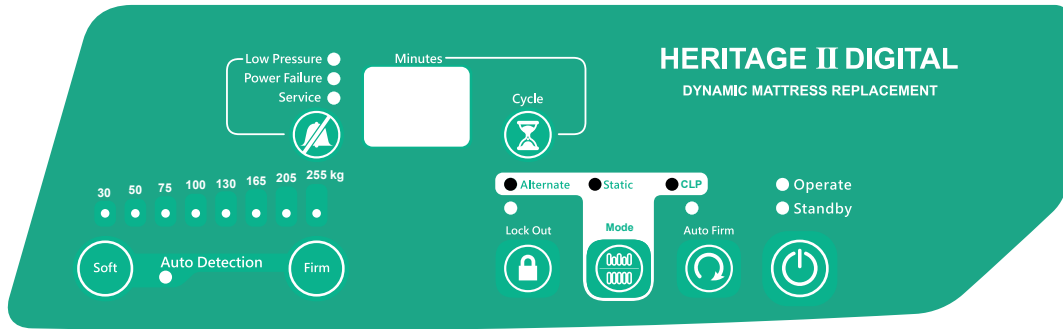 Low Pressure
Power Failure
Service
Minutes
Cycle
HERITAGE II DIGITAL
DYNAMIC MATTRESS REPLACEMENT
30 50 75 100 130 165 205 255 kg
Soft
Auto Detection
Firm
Alternate Static CLP
Lock Out
Mode
Auto Firm
Operate
Standby